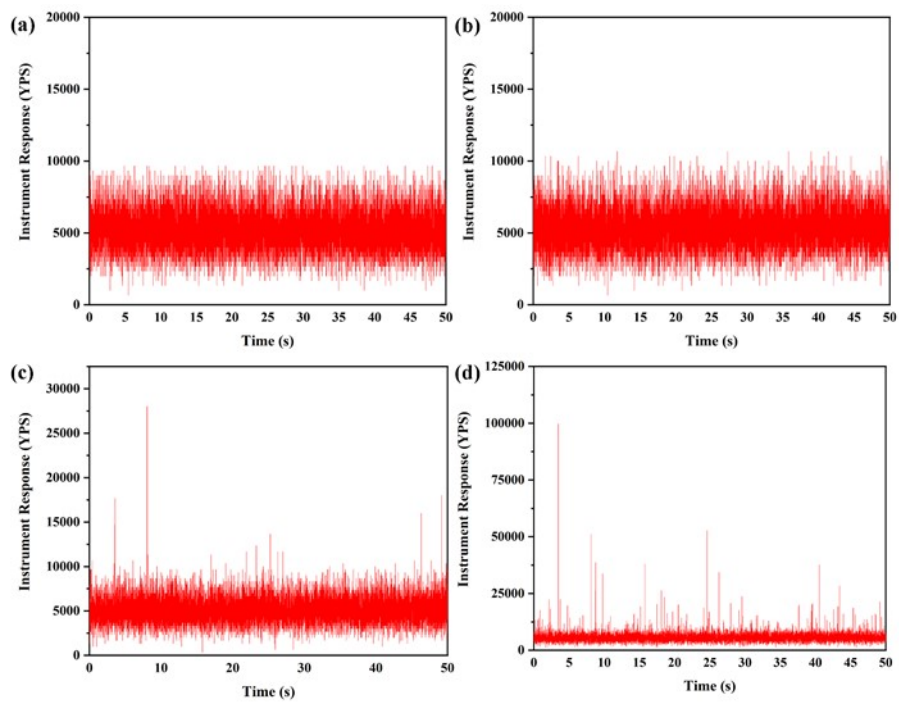 (a)
20000
15000
10000
5000
0
Instrument Response (YPS)
0 5 10 15 20 25 30 35 40 45 50
Time (s)
(b)
20000
15000
10000
5000
0
Instrument Response (YPS)
0 5 10 15 20 25 30 35 40 45 50
Time (s)
(c)
30000
25000
20000
15000
10000
5000
0
Instrument Response (YPS)
0 10 20 30 40 50
Time (s)
(d)
125000
100000
75000
50000
25000
0
Instrument Response (YPS)
0 5 10 15 20 25 30 35 40 45 50
Time (s)